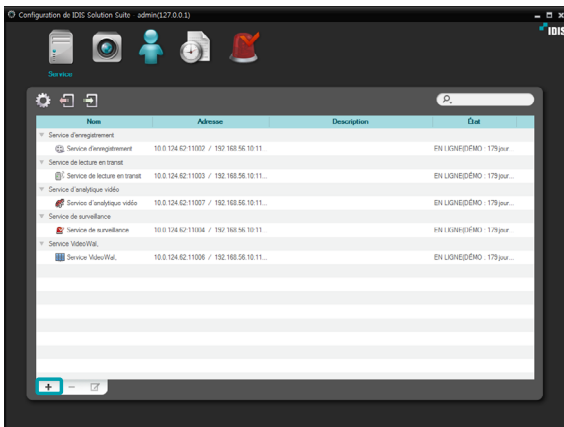 Configuration de IDIS Solution Suite - admin(127.0.0.1)
IDIS
Service
Nom Adresse Description État
Service d'enregistrement
Service d'enregistrement 10.0.124.62:11002 / 192.168.56.10:11... EN LIGNE(DÉMO : 179 jour...
Service de lecture en transit
Service de lecture en transit 10.0.124.62:11003 / 192.168.56.10:11... EN LIGNE(DÉMO : 179 jour...
Service d'analytique vidéo
Service d'analytique vidéo 10.0.124.62:11007 / 192.168.56.10:11... EN LIGNE(DÉMO : 179 jour...
Service de surveillance
Service de surveillance 10.0.124.62:11004 / 192.168.56.10:11... EN LIGNE(DÉMO : 179 jour...
Service VideoWal,
Service VideoWal, 10.0.124.62:11006 / 192.168.56.10:11... EN LIGNE(DÉMO : 179 jour...